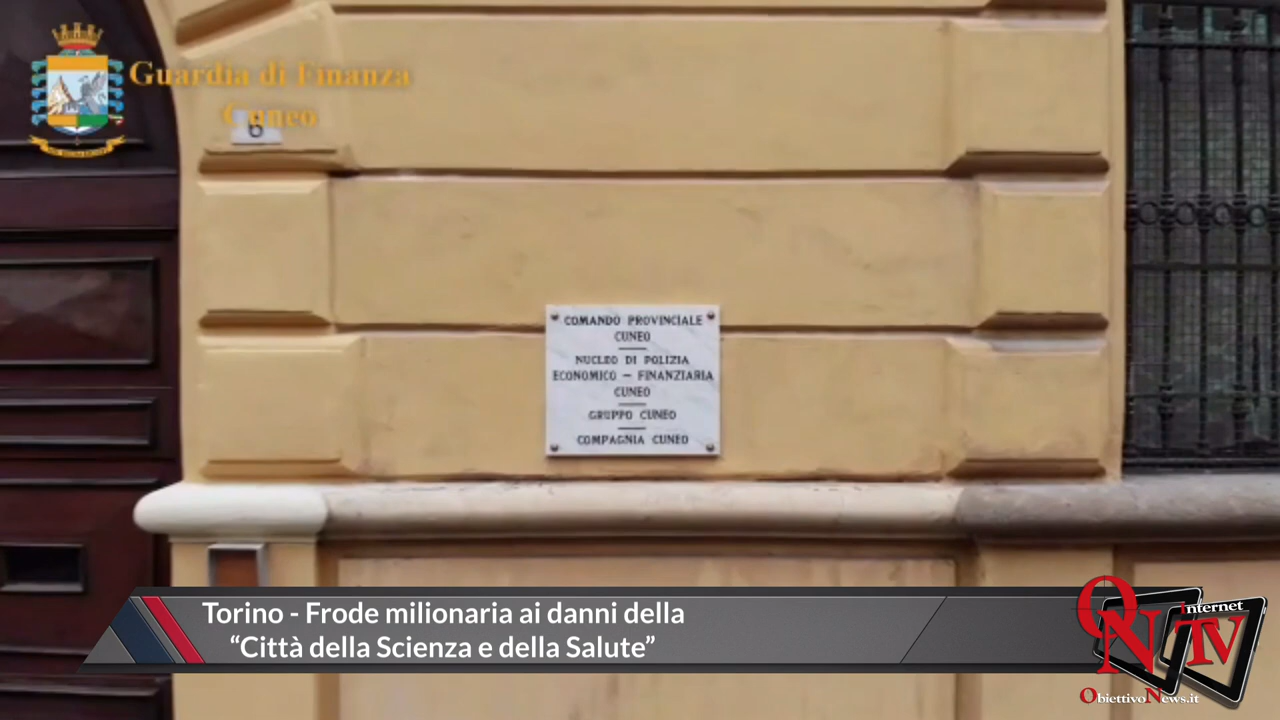 Guardia di Finanza
Cuneo
6
COMANDO PROVINCIALE
CUNEO
NUCLEO DI POLIZIA
ECONOMICO - FINANZIARIA
CUNEO
GRUPPO CUNEO
COMPAGNIA CUNEO
Torino - Frode milionaria ai danni della
“Città della Scienza e della Salute”
ON internet TV
ObiettivoNews.it